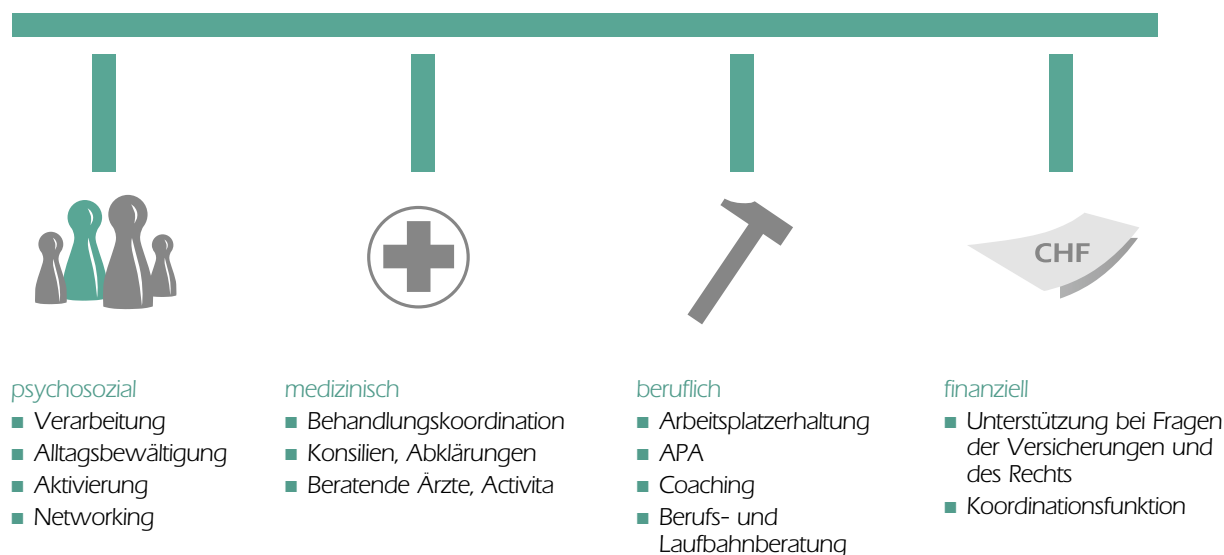 CHF
psychosozial
Verarbeitung
Alltagsbewältigung
Aktivierung
Networking
medizinisch
Behandlungskoordination
Konsilien, Abklärungen
Beratende Ärzte, Activita
beruflich
Arbeitsplatzerhaltung
APA
Coaching
Berufs- und
Laufbahnberatung
finanziell
Unterstützung bei Fragen
der Versicherungen und
des Rechts
Koordinationsfunktion